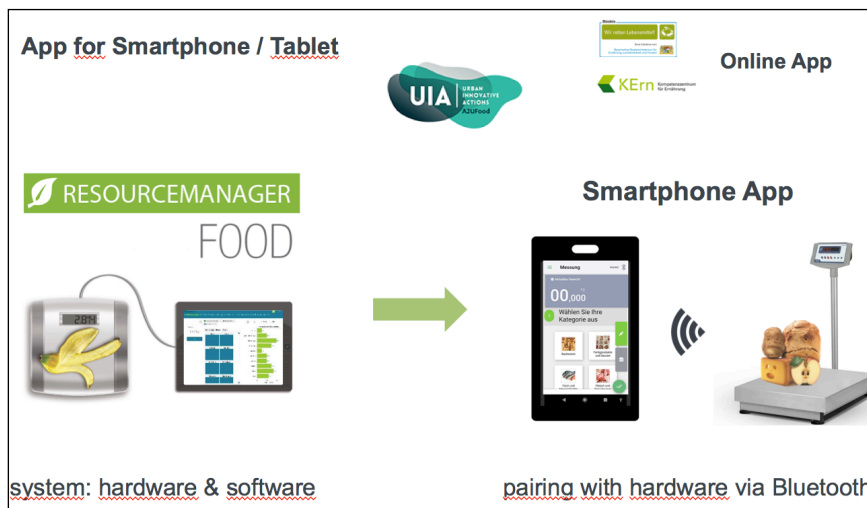 App for Smartphone / Tablet
Wir retten Lebensmittel!
Online App
UIA
URBAN
INNOVATIVE
ACTIONS
A2UFood
KErn Kompetenzzentrum
für Ernährung
RESOURCEMANAGER
FOOD
Smartphone App
Messung
00,000
Wählen Sie Ihre
Kategorie aus
system: hardware & software
pairing with hardware via Bluetooth